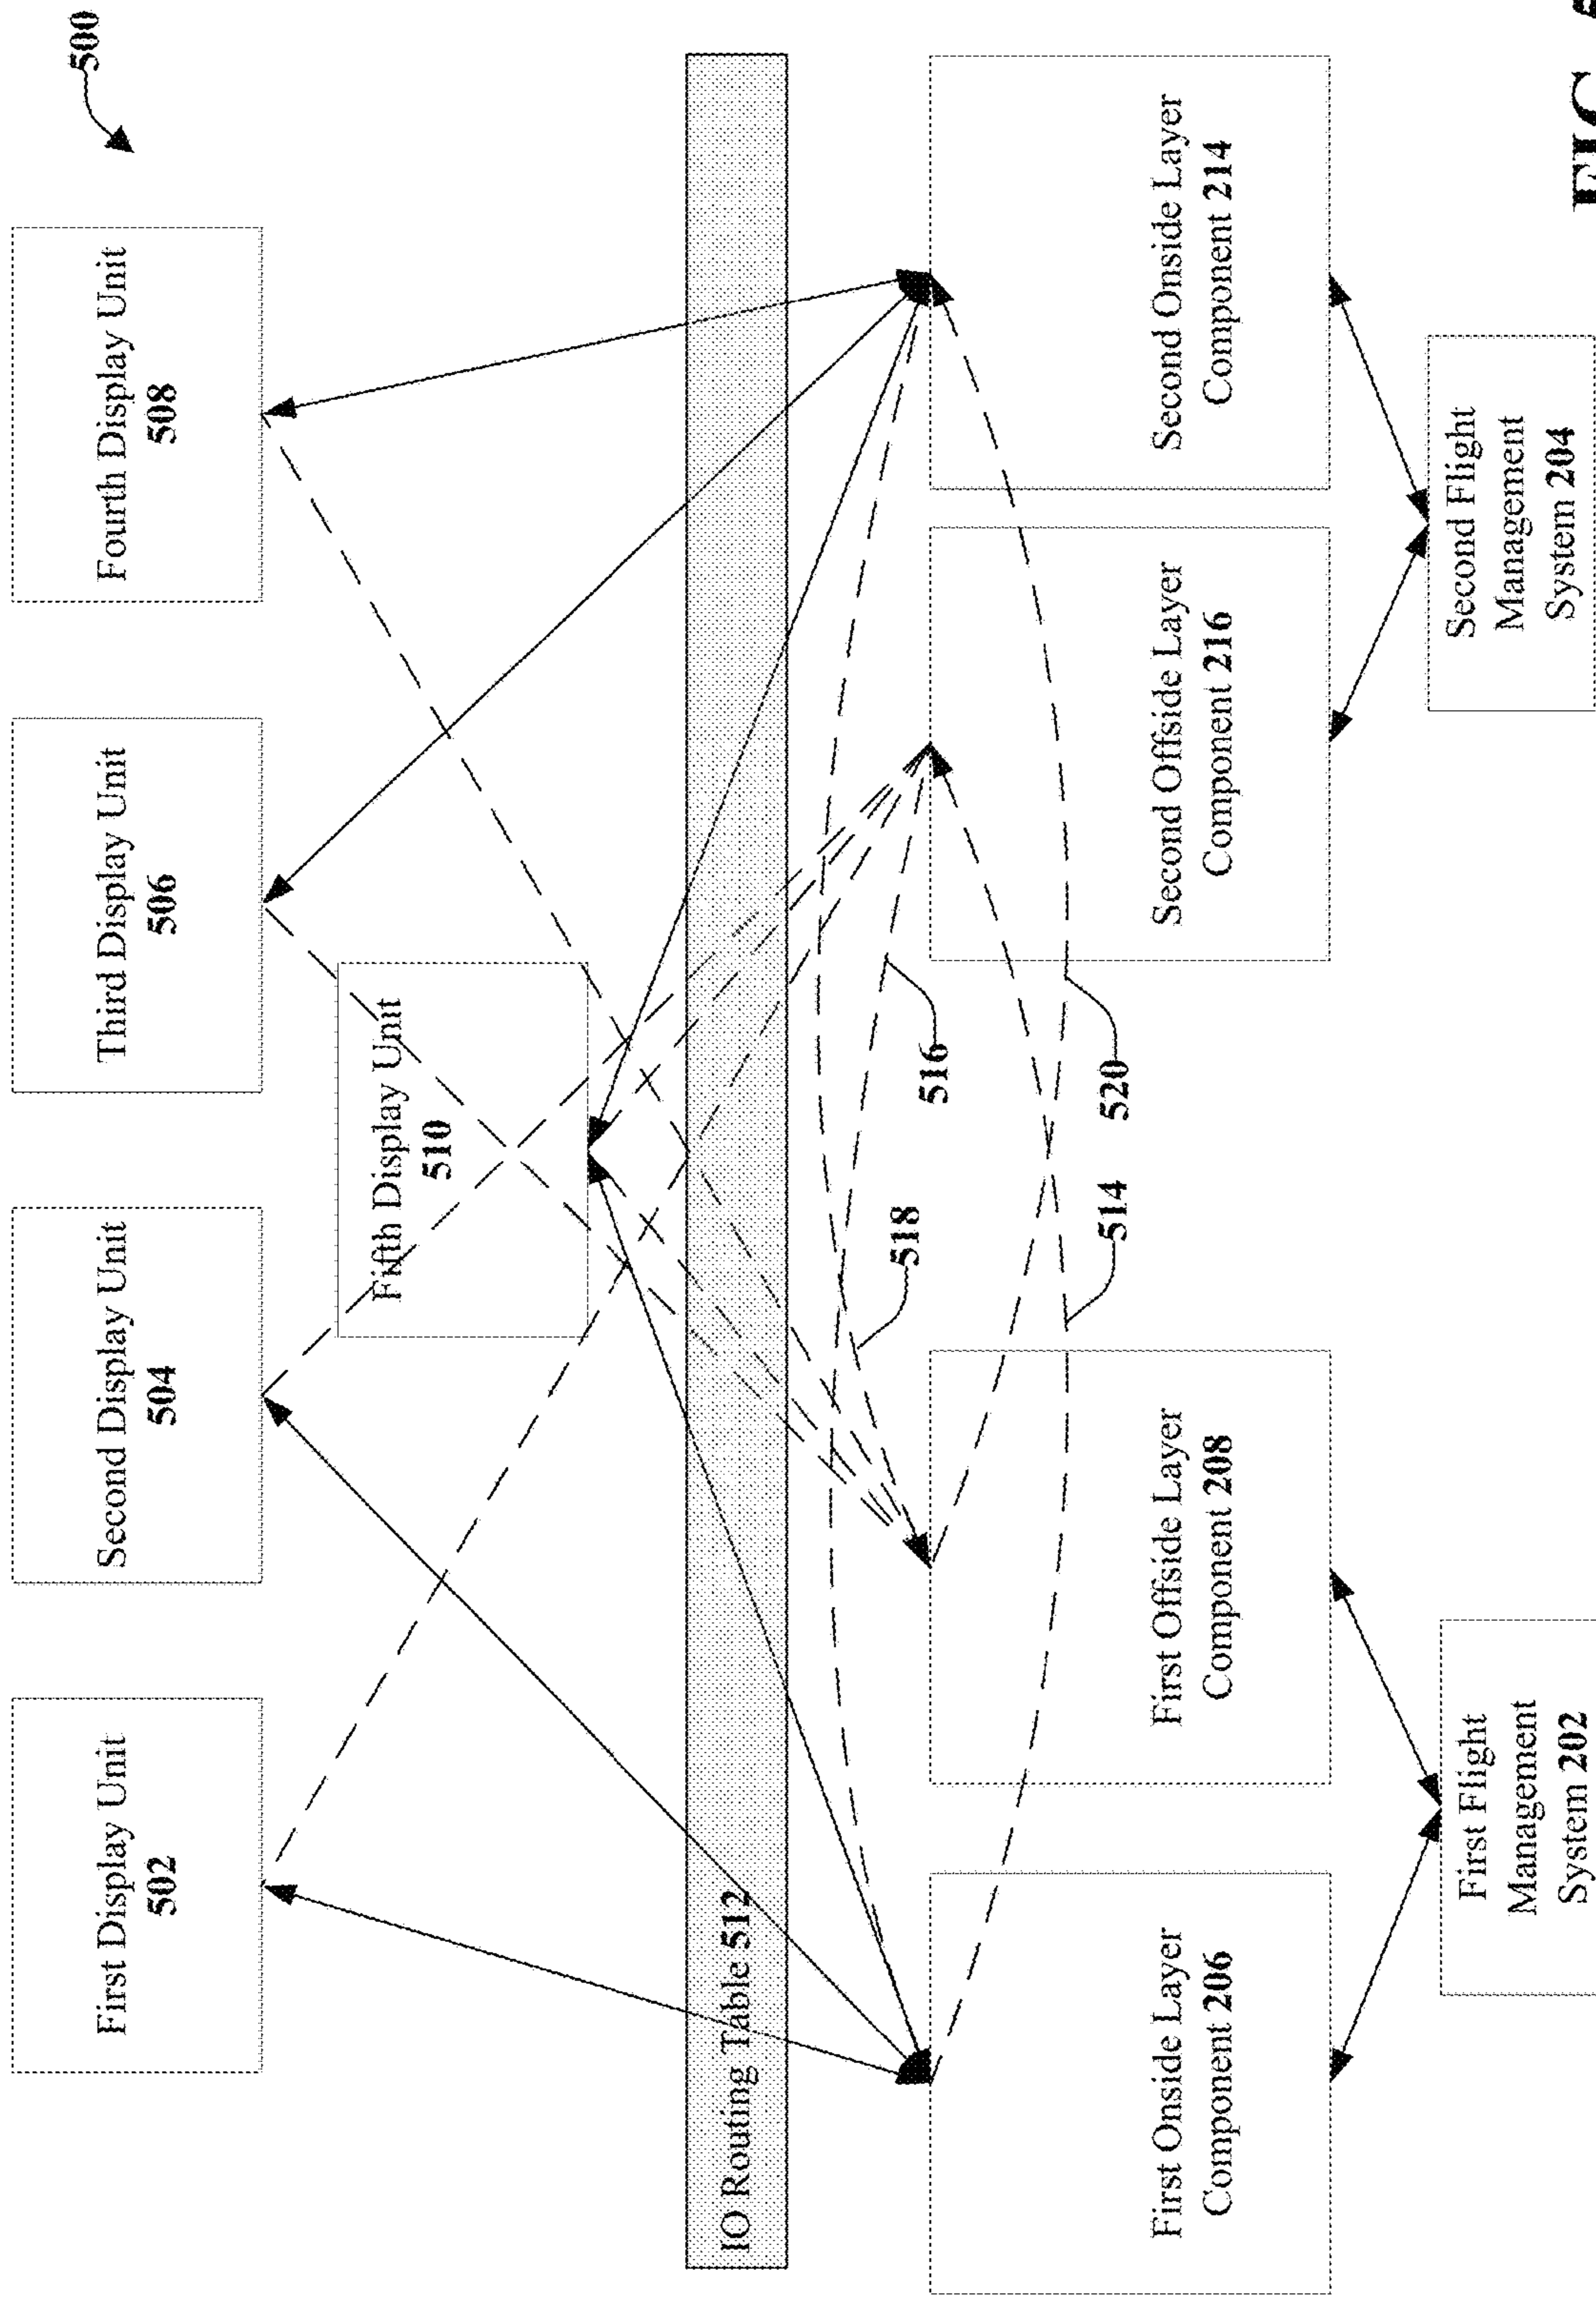 500
First Display Unit
502
Second Display Unit
504
Third Display Unit
506
Fourth Display Unit
508
Fifth Display Unit
510
IO Routing Table 512
518
516
514
520
First Onside Layer
Component 206
First Offside Layer
Component 208
Second Offside Layer
Component 216
Second Onside Layer
Component 214
First Flight
Management
System 202
Second Flight
Management
System 204